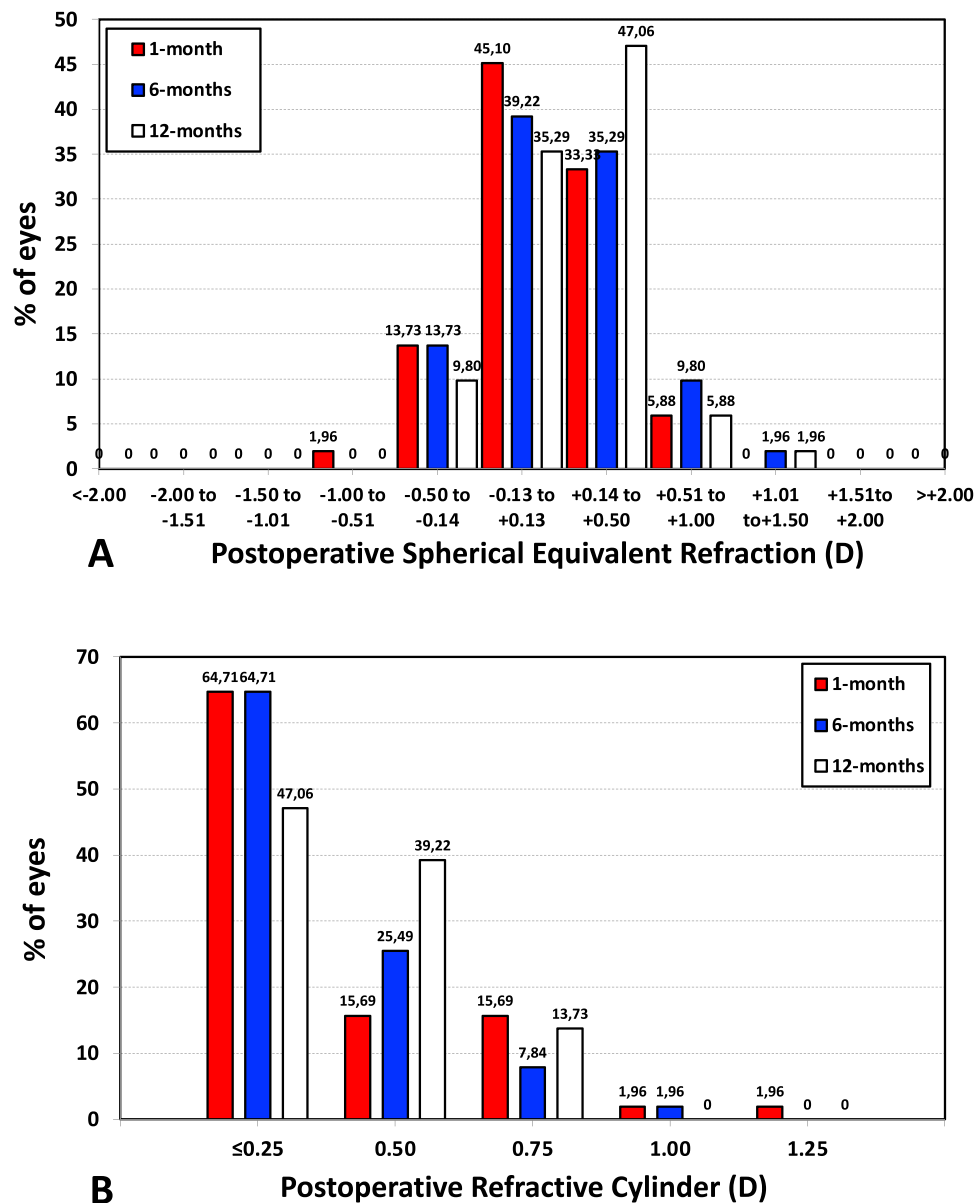 50
45
40
35
30
25
20
15
10
5
0
% of eyes
1-month
6-months
12-months
0 0 0 0 0 0 0 1,96 0 0 13,73 13,73 9,80 45,10 39,22 35,29 33,33 35,29 47,06 5,88 9,80 5,88 0 1,96 1,96 0 0 0 0
<-2.00 -2.00 to -1.50 to -1.00 to -0.50 to -0.13 to +0.14 to +0.51 to +1.01 +1.51to >+2.00
-1.51 -1.01 -0.51 -0.14 +0.13 +0.50 +1.00 to+1.50 +2.00
A Postoperative Spherical Equivalent Refraction (D)
70
60
50
40
30
20
10
0
% of eyes
1-month
6-months
12-months
64,71 64,71 47,06 15,69 25,49 39,22 15,69 7,84 13,73 1,96 1,96 0 1,96 0 0
≤0.25 0.50 0.75 1.00 1.25
B Postoperative Refractive Cylinder (D)